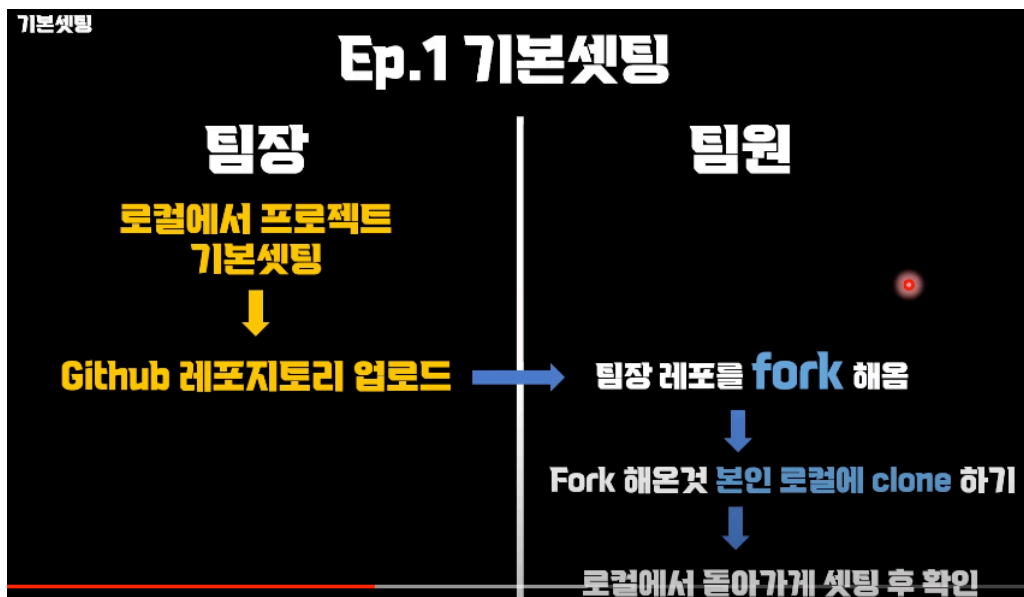 기본셋팅
Ep.1 기본셋팅
팀장
로컬에서 프로젝트
기본셋팅
Github 레포지토리 업로드
팀원
팀장 레포를 fork 해옴
Fork 해온것 본인 로컬에 clone 하기
로컬에서 돌아가게 셋팅 후 확인